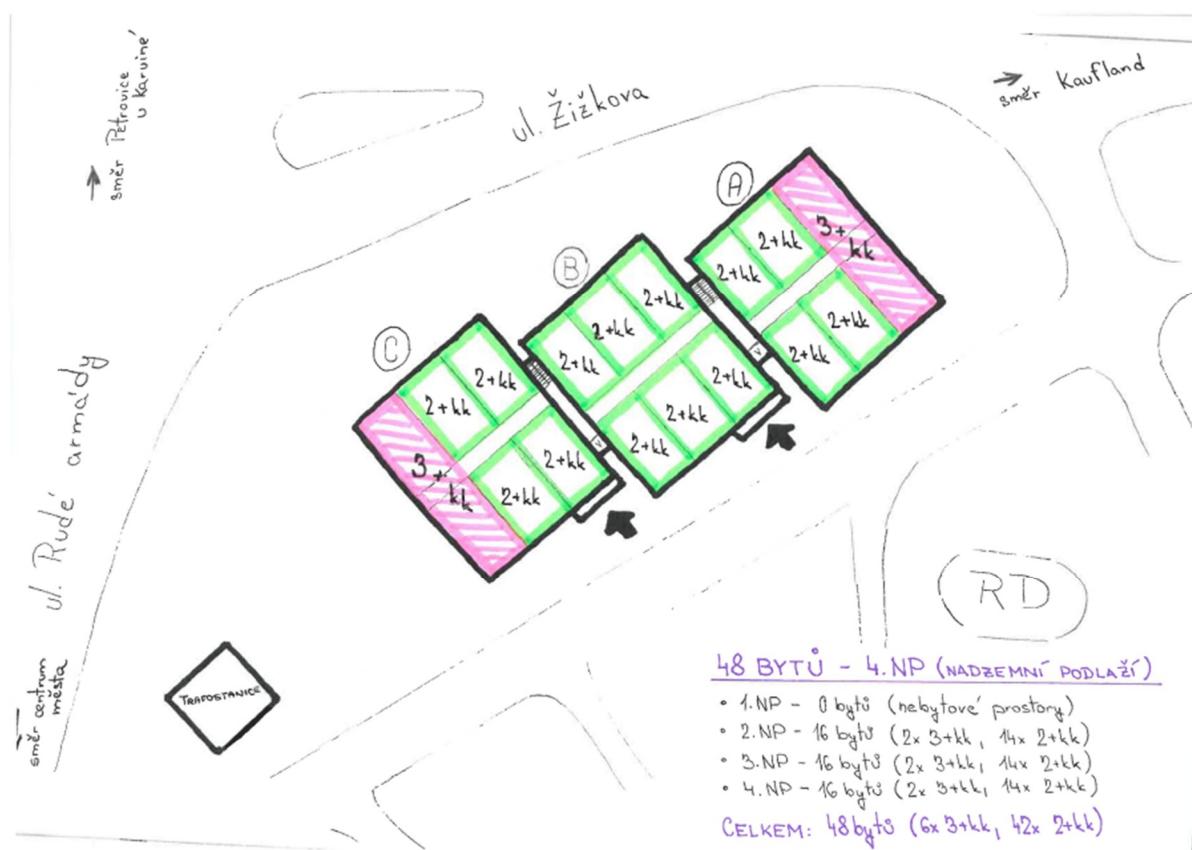 směr Petrovice
u Karviné
ul. Žižkova
směr Kaufland
A
3+
kk
2+kk
2+kk
2+kk
2+kk
B
2+kk
2+kk
2+kk
2+kk
2+kk
2+kk
C
2+kk
2+kk
3+
kk
2+kk
2+kk
ul. Rudé armády
směr centrum
města
TRAFOSTANICE
RD
48 BYTŮ - 4.NP (NADZEMNÍ PODLAŽÍ)
• 1.NP - 0 bytů (nebytové prostory)
• 2.NP - 16 bytů (2x 3+kk, 14x 2+kk)
• 3.NP - 16 bytů (2x 3+kk, 14x 2+kk)
• 4.NP - 16 bytů (2x 3+kk, 14x 2+kk)
CELKEM: 48 bytů (6x 3+kk, 42x 2+kk)